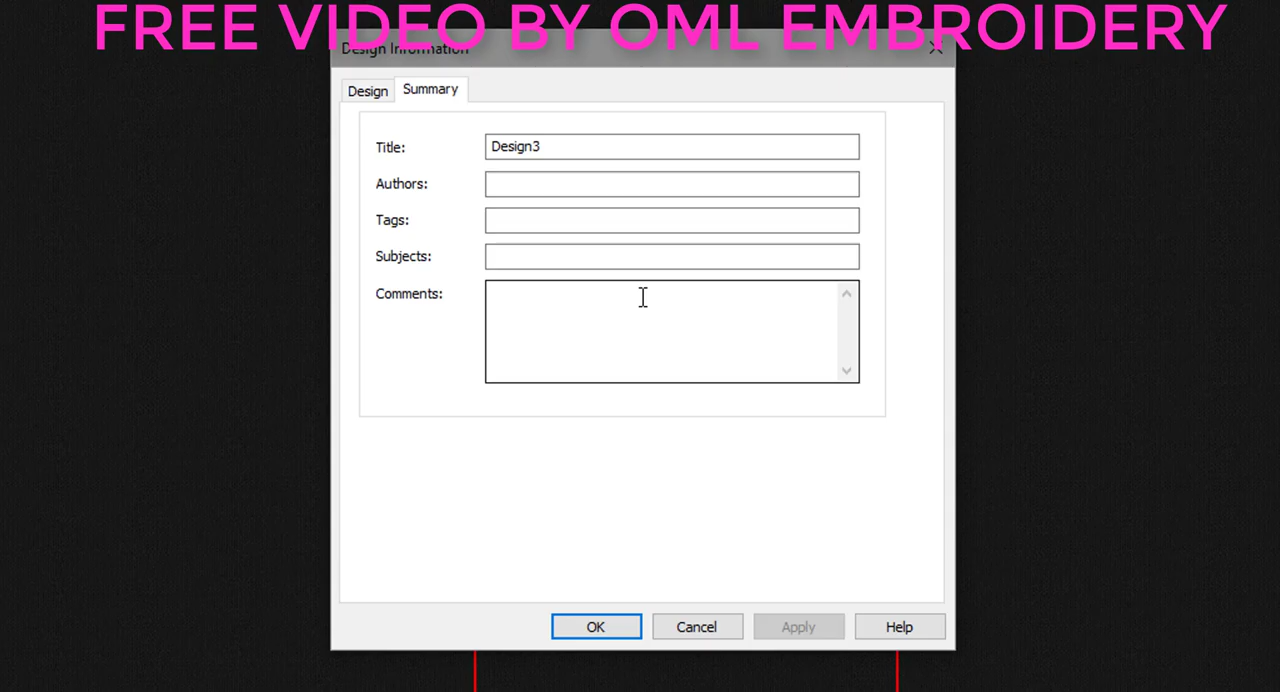 FREE VIDEO BY OML EMBROIDERY
Design Information
Design Summary
Title: Design3
Authors:
Tags:
Subjects:
Comments:
OK Cancel Apply Help